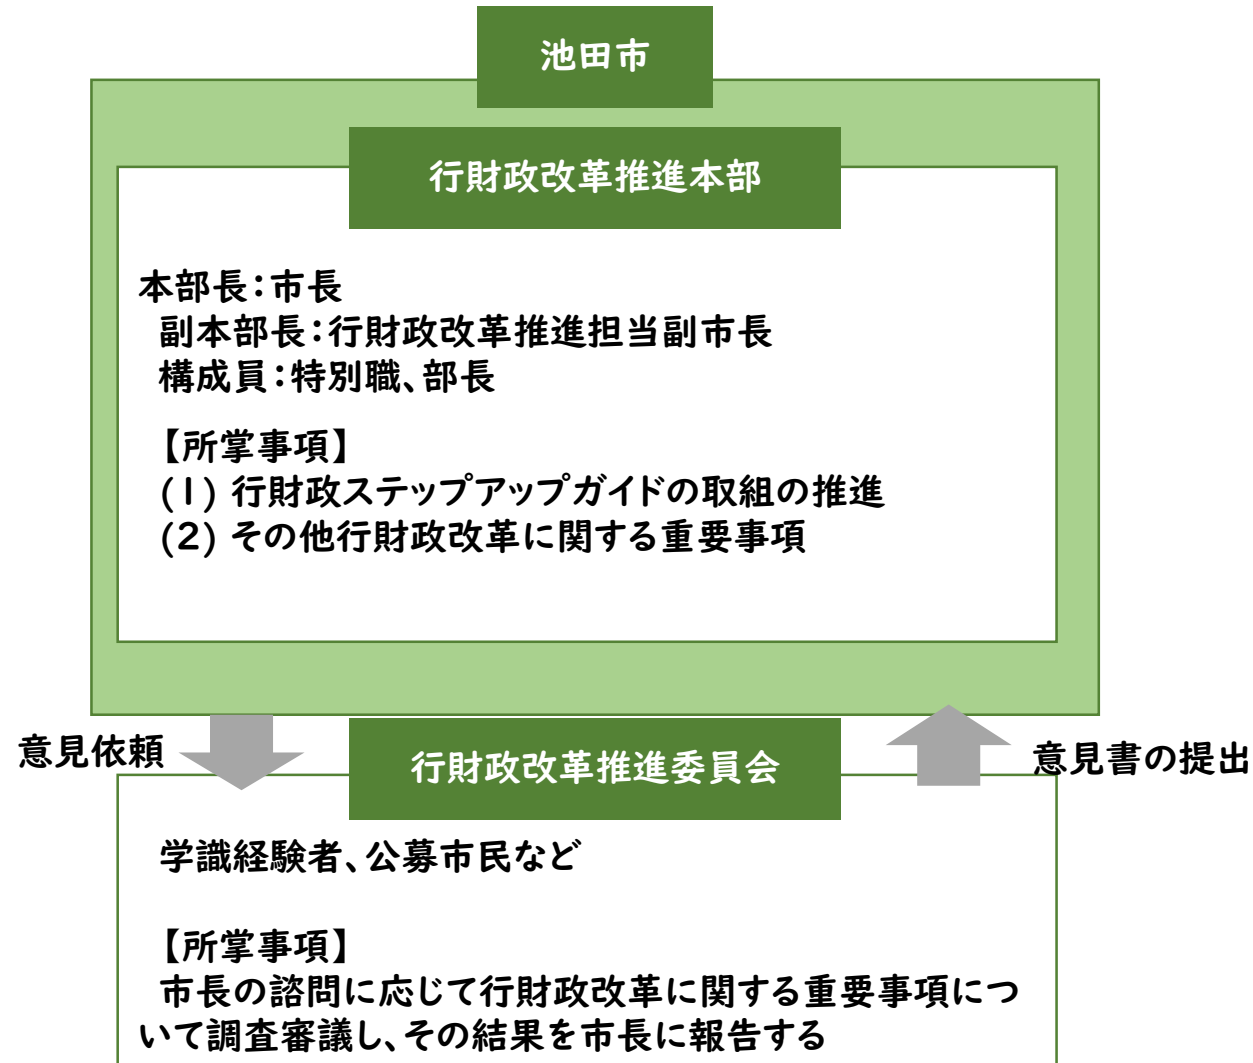 池田市
行財政改革推進本部
本部長：市長
副本部長：行財政改革推進担当副市長
構成員：特別職、部長
【所掌事項】
(1) 行財政ステップアップガイドの取組の推進
(2) その他行財政改革に関する重要事項
意見依頼
行財政改革推進委員会
意見書の提出
学識経験者、公募市民など
【所掌事項】
市長の諮問に応じて行財政改革に関する重要事項につ
いて調査審議し、その結果を市長に報告する